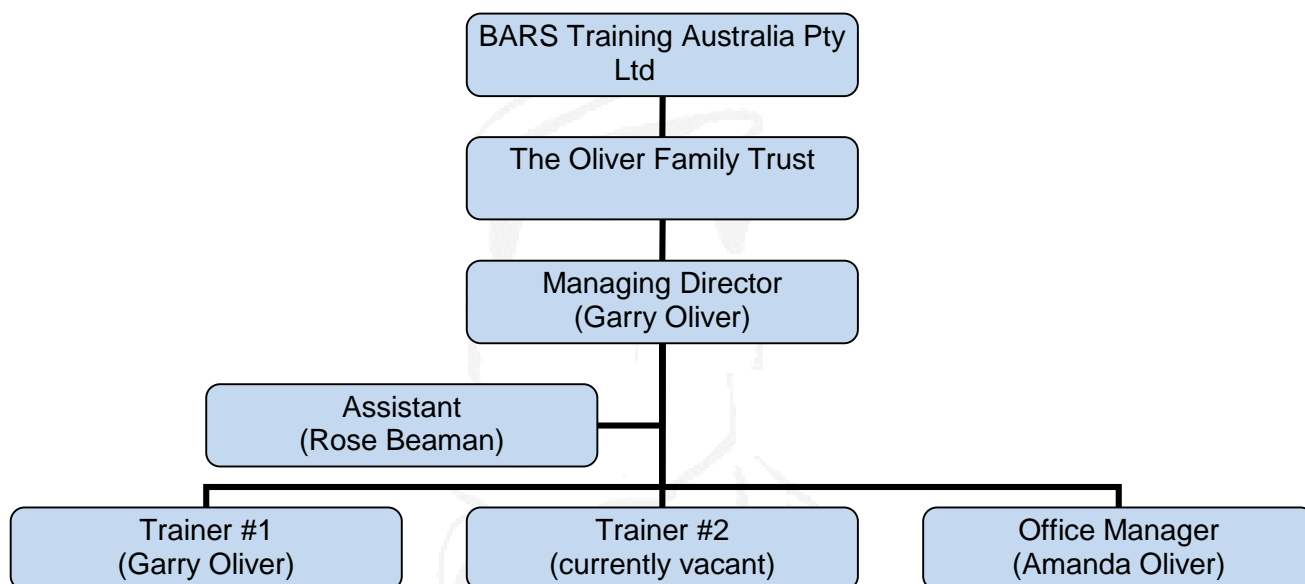 BARS Training Australia Pty
Ltd
The Oliver Family Trust
Managing Director
(Garry Oliver)
Assistant
(Rose Beaman)
Trainer #1
(Garry Oliver)
Trainer #2
(currently vacant)
Office Manager
(Amanda Oliver)